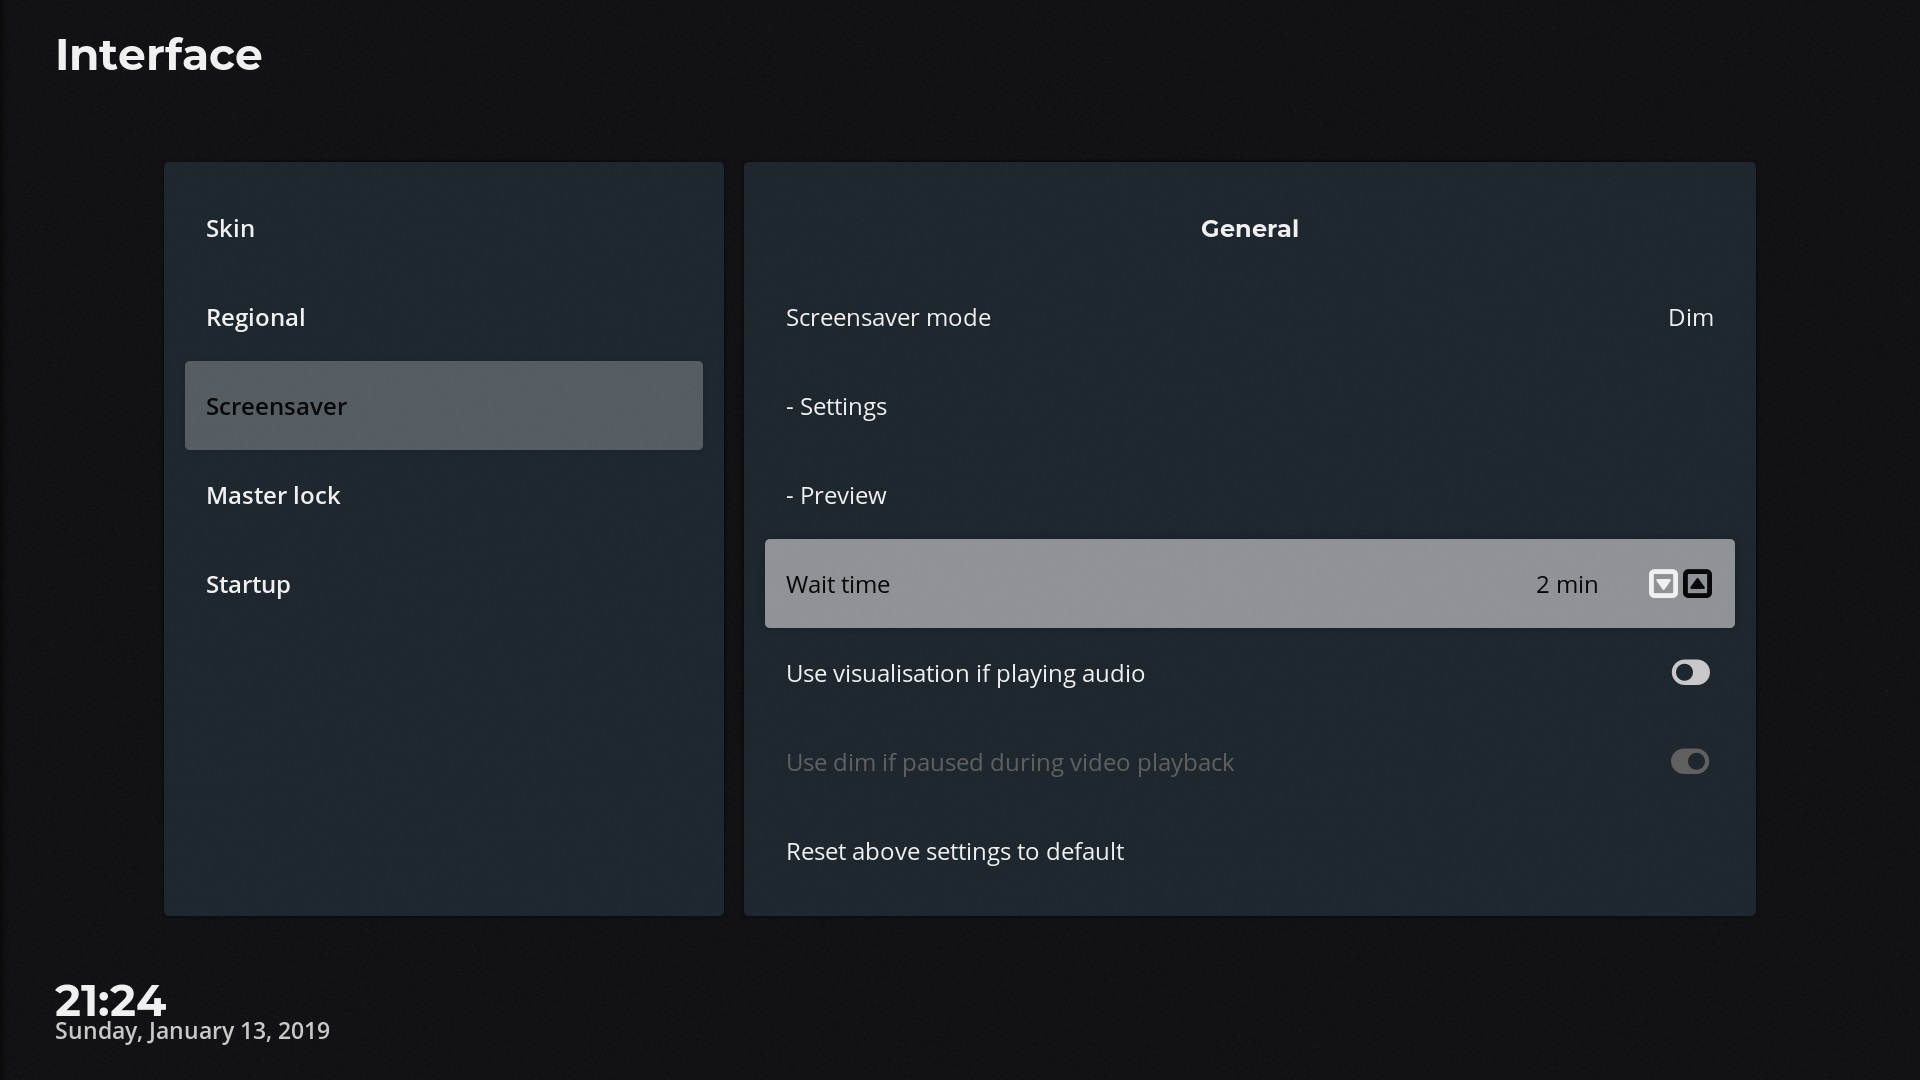 Interface
Skin
Regional
Screensaver
Master lock
Startup
General
Screensaver mode Dim
- Settings
- Preview
Wait time 2 min
Use visualisation if playing audio
Use dim if paused during video playback
Reset above settings to default
21:24
Sunday, January 13, 2019